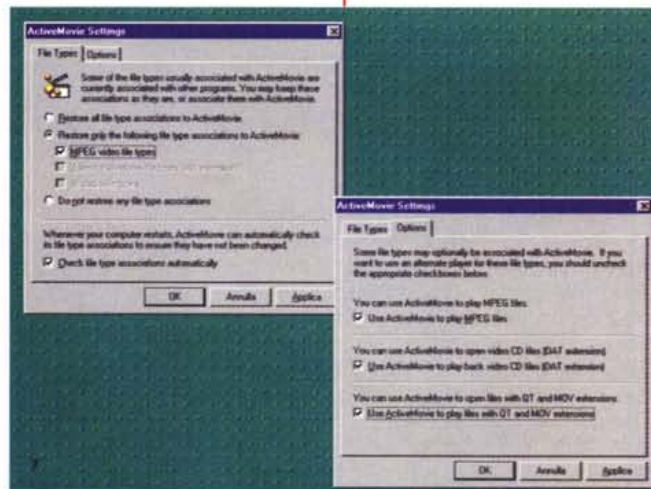 ActiveMovie Settings
File Types
Options
Some of the file types usually associated with ActiveMovie are
currently associated with other programs. You may keep these
associations as they are, or associate them with ActiveMovie.
Restore all file type associations to ActiveMovie
Restore only the following file type associations to ActiveMovie:
MPEG video file types
Do not restore any file type associations
Whenever your computer restarts, ActiveMovie can automatically check
its file type associations to ensure they have not been changed.
Check file type associations automatically
OK
Annulla
Applica
ActiveMovie Settings
File Types
Options
Some file types may optionally be associated with ActiveMovie. If you
want to use an alternate player for these file types, you should uncheck
the appropriate checkboxes below.
You can use ActiveMovie to play MPEG files
Use ActiveMovie to play MPEG files
You can use ActiveMovie to open video CD files (DAT extension)
Use ActiveMovie to play back video CD files (DAT extension)
You can use ActiveMovie to open files with QT and MOV extensions.
Use ActiveMovie to play files with QT and MOV extensions
OK
Annulla
Applica
7